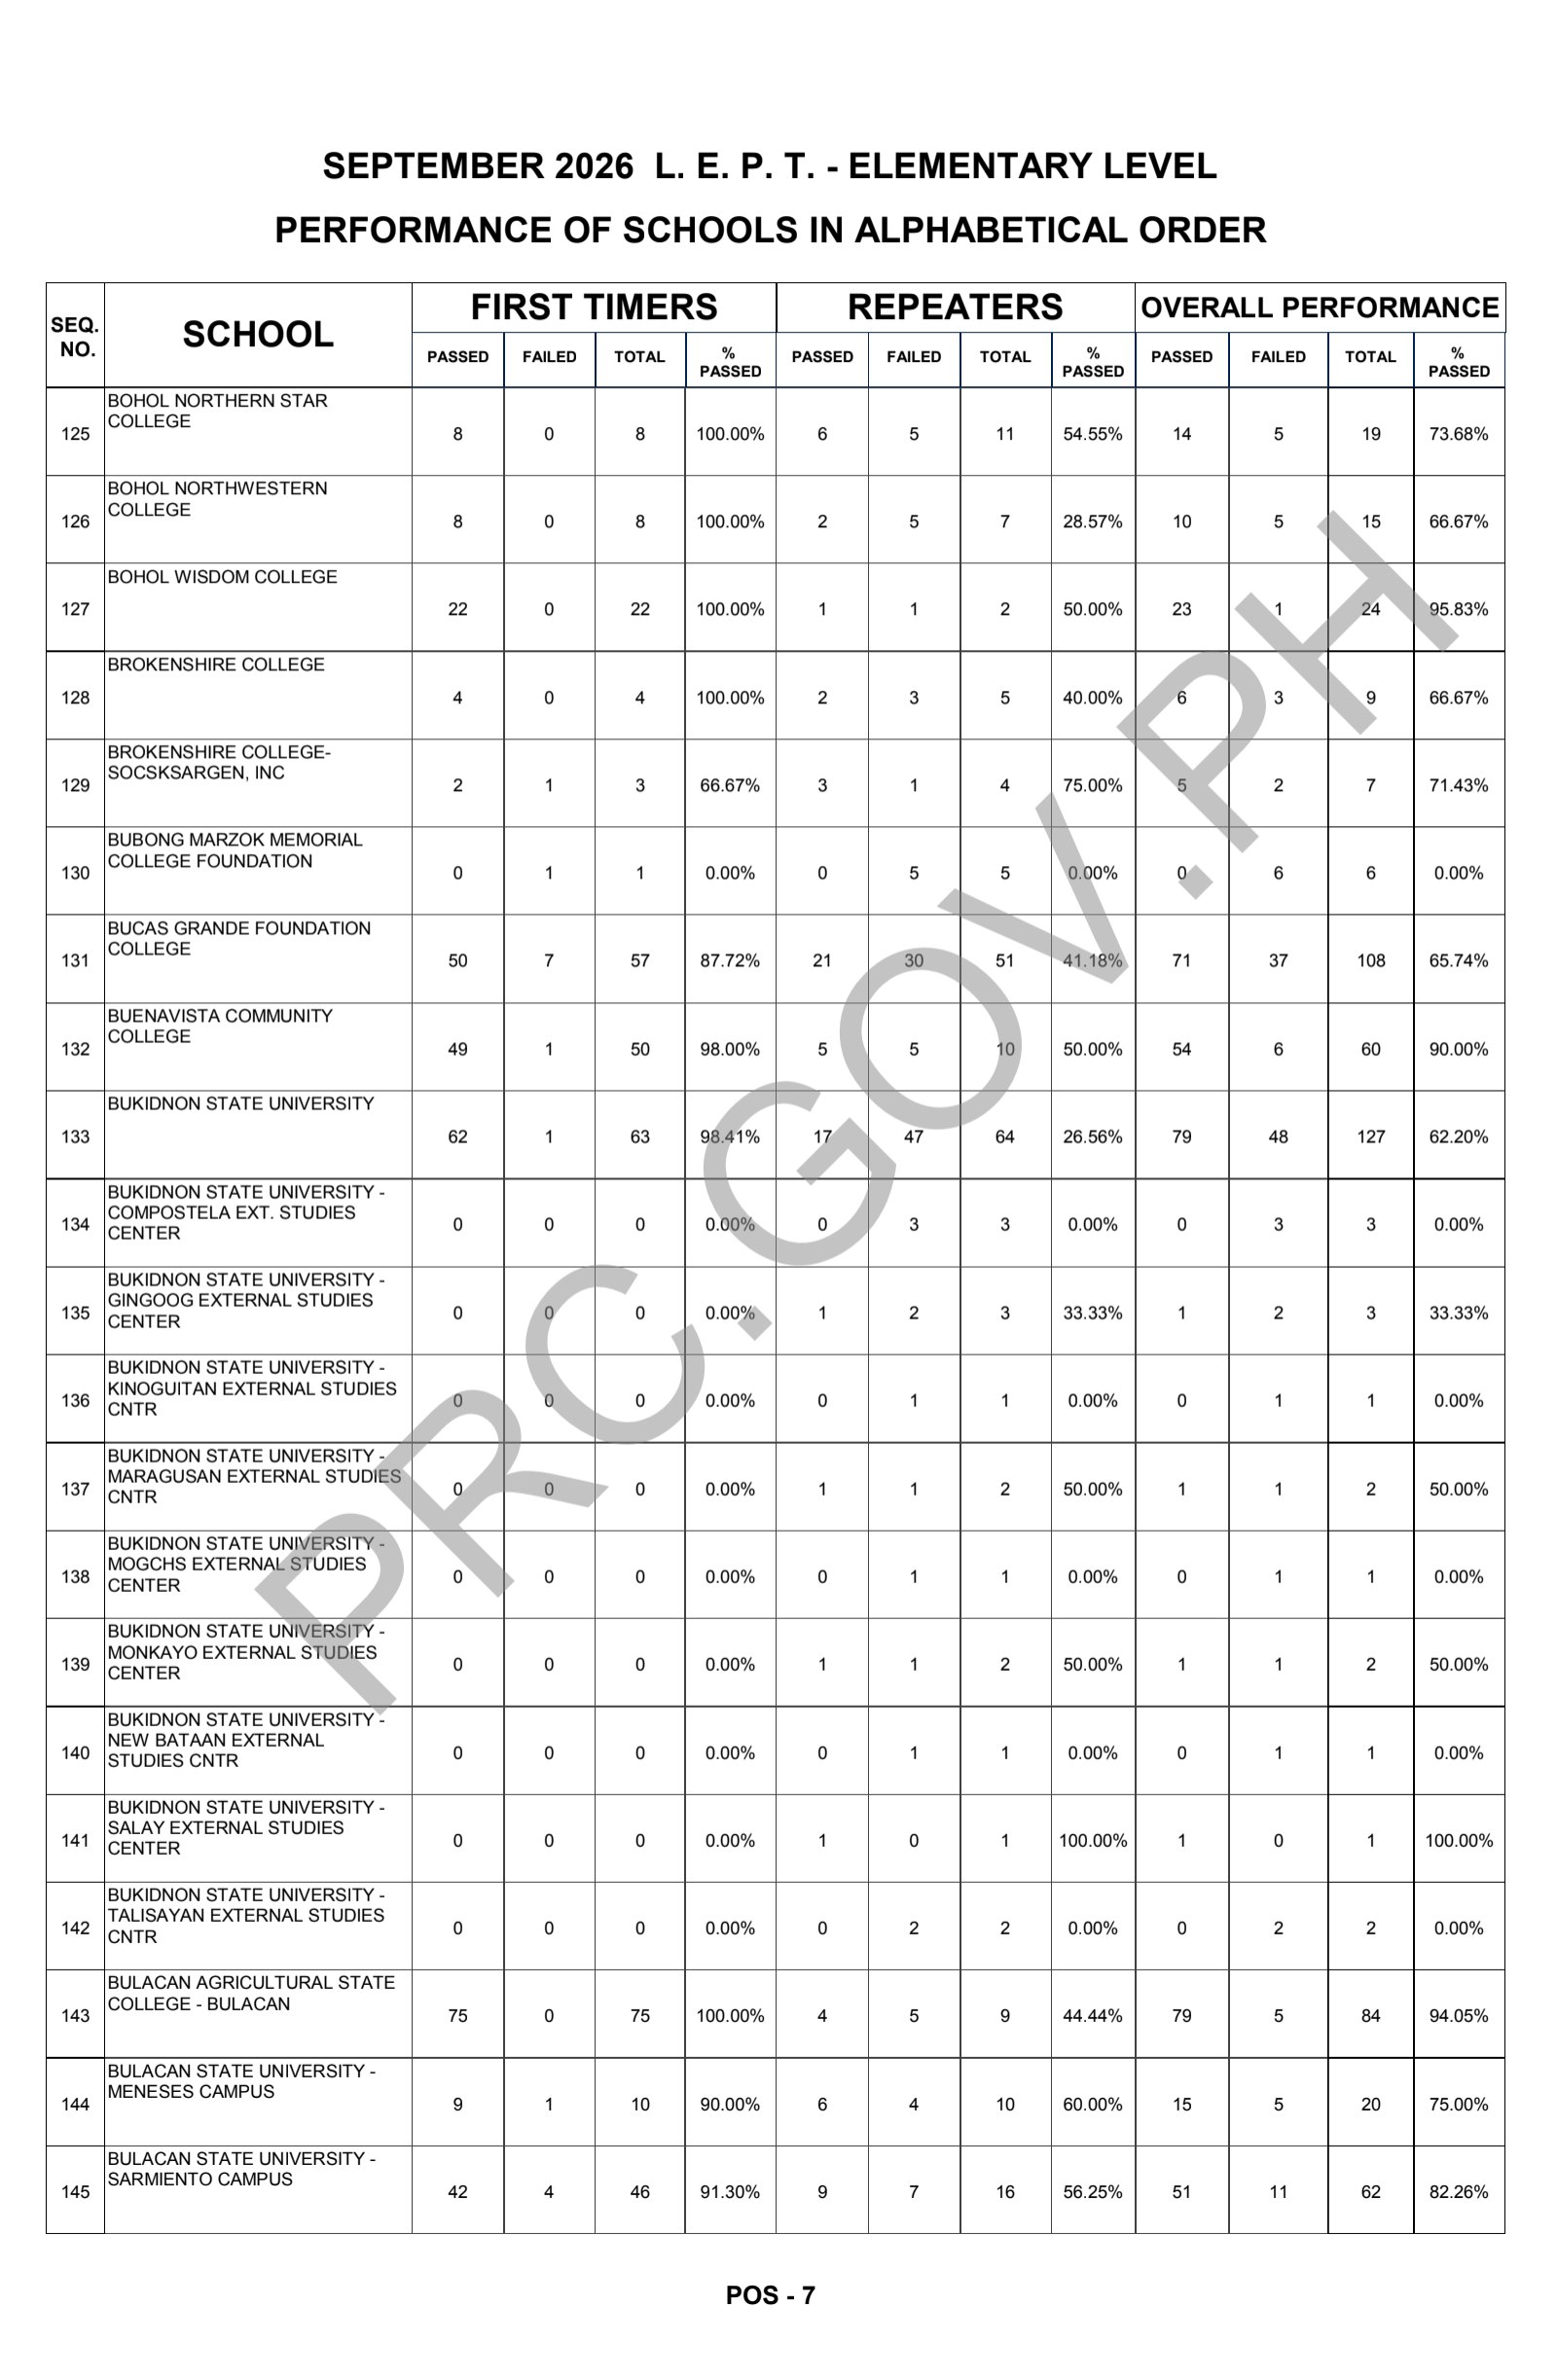 SEPTEMBER 2026 L. E. P. T. - ELEMENTARY LEVEL
PERFORMANCE OF SCHOOLS IN ALPHABETICAL ORDER
SEQ. NO. SCHOOL FIRST TIMERS REPEATERS OVERALL PERFORMANCE
PASSED FAILED TOTAL % PASSED PASSED FAILED TOTAL % PASSED PASSED FAILED TOTAL % PASSED
125 BOHOL NORTHERN STAR COLLEGE 8 0 8 100.00% 6 5 11 54.55% 14 5 19 73.68%
126 BOHOL NORTHWESTERN COLLEGE 8 0 8 100.00% 2 5 7 28.57% 10 5 15 66.67%
127 BOHOL WISDOM COLLEGE 22 0 22 100.00% 1 1 2 50.00% 23 1 24 95.83%
128 BROKENSHIRE COLLEGE 4 0 4 100.00% 2 3 5 40.00% 6 3 9 66.67%
129 BROKENSHIRE COLLEGE-SOCSKSARGEN, INC 2 1 3 66.67% 3 1 4 75.00% 5 2 7 71.43%
130 BUBONG MARZOK MEMORIAL COLLEGE FOUNDATION 0 1 1 0.00% 0 5 5 0.00% 0 6 6 0.00%
131 BUCAS GRANDE FOUNDATION COLLEGE 50 7 57 87.72% 21 30 51 41.18% 71 37 108 65.74%
132 BUENAVISTA COMMUNITY COLLEGE 49 1 50 98.00% 5 5 10 50.00% 54 6 60 90.00%
133 BUKIDNON STATE UNIVERSITY 62 1 63 98.41% 17 47 64 26.56% 79 48 127 62.20%
134 BUKIDNON STATE UNIVERSITY - COMPOSTELA EXT. STUDIES CENTER 0 0 0 0.00% 0 3 3 0.00% 0 3 3 0.00%
135 BUKIDNON STATE UNIVERSITY - GINGOOG EXTERNAL STUDIES CENTER 0 0 0 0.00% 1 2 3 33.33% 1 2 3 33.33%
136 BUKIDNON STATE UNIVERSITY - KINOGUITAN EXTERNAL STUDIES CNTR 0 0 0 0.00% 0 1 1 0.00% 0 1 1 0.00%
137 BUKIDNON STATE UNIVERSITY - MARAGUSAN EXTERNAL STUDIES CNTR 0 0 0 0.00% 1 1 2 50.00% 1 1 2 50.00%
138 BUKIDNON STATE UNIVERSITY - MOGCHS EXTERNAL STUDIES CENTER 0 0 0 0.00% 0 1 1 0.00% 0 1 1 0.00%
139 BUKIDNON STATE UNIVERSITY - MONKAYO EXTERNAL STUDIES CENTER 0 0 0 0.00% 1 1 2 50.00% 1 1 2 50.00%
140 BUKIDNON STATE UNIVERSITY - NEW BATAAN EXTERNAL STUDIES CNTR 0 0 0 0.00% 0 1 1 0.00% 0 1 1 0.00%
141 BUKIDNON STATE UNIVERSITY - SALAY EXTERNAL STUDIES CENTER 0 0 0 0.00% 1 0 1 100.00% 1 0 1 100.00%
142 BUKIDNON STATE UNIVERSITY - TALISAYAN EXTERNAL STUDIES CNTR 0 0 0 0.00% 0 2 2 0.00% 0 2 2 0.00%
143 BULACAN AGRICULTURAL STATE COLLEGE - BULACAN 75 0 75 100.00% 4 5 9 44.44% 79 5 84 94.05%
144 BULACAN STATE UNIVERSITY - MENESES CAMPUS 9 1 10 90.00% 6 4 10 60.00% 15 5 20 75.00%
145 BULACAN STATE UNIVERSITY - SARMIENTO CAMPUS 42 4 46 91.30% 9 7 16 56.25% 51 11 62 82.26%
PRC.GOV.PH
POS - 7